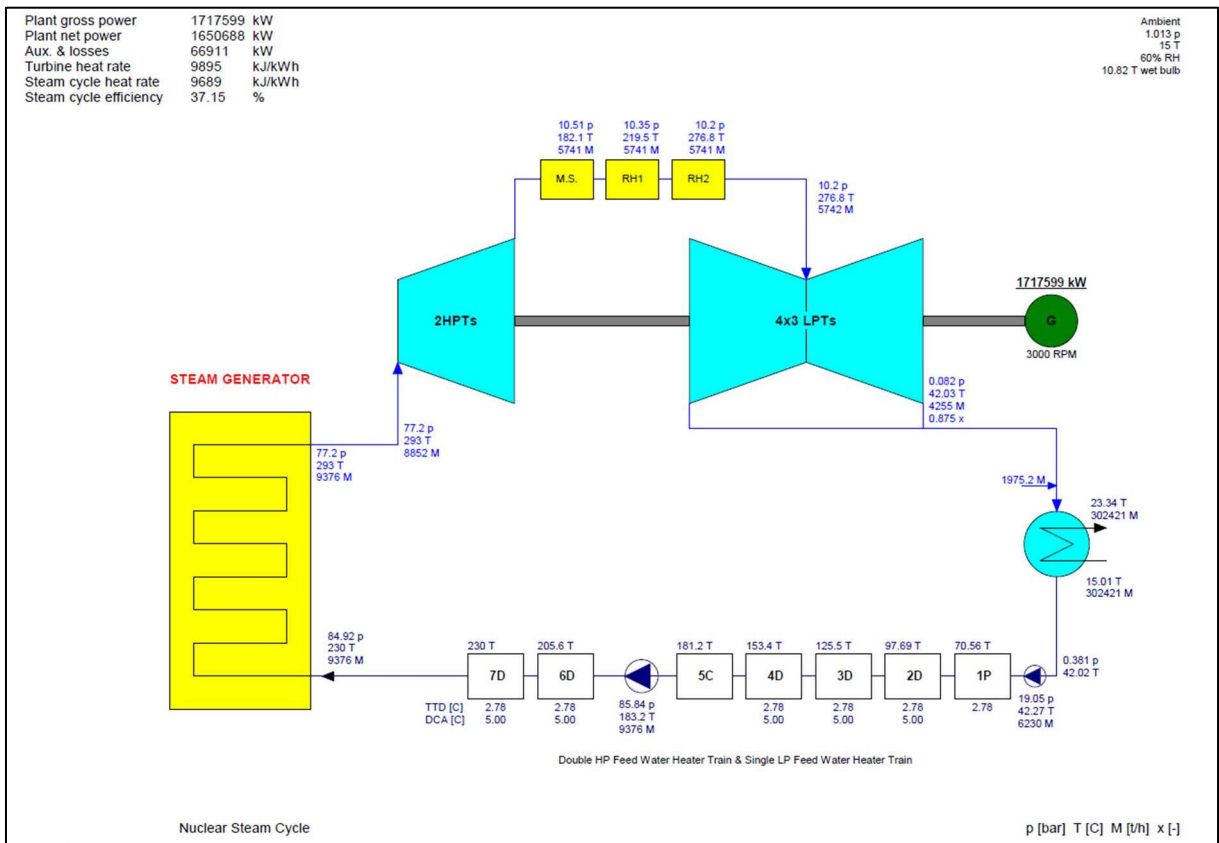 Plant gross power 1717599 kW
Plant net power 1650688 kW
Aux. & losses 66911 kW
Turbine heat rate 9895 kJ/kWh
Steam cycle heat rate 9689 kJ/kWh
Steam cycle efficiency 37.15 %
Ambient
1.013 p
15 T
60% RH
10.82 T wet bulb
10.51 p
182.1 T
5741 M
10.35 p
219.5 T
5741 M
10.2 p
276.8 T
5741 M
M.S.
RH1
RH2
10.2 p
276.8 T
5742 M
2HPTs
4x3 LPTs
1717599 kW
G
3000 RPM
STEAM GENERATOR
77.2 p
293 T
9376 M
77.2 p
293 T
8852 M
0.082 p
42.03 T
4255 M
0.875 x
1975.2 M
23.34 T
302421 M
15.01 T
302421 M
0.381 p
42.02 T
19.05 p
42.27 T
6230 M
84.92 p
230 T
9376 M
230 T
205.6 T
181.2 T
153.4 T
125.5 T
97.69 T
70.56 T
7D
6D
5C
4D
3D
2D
1P
85.84 p
183.2 T
9376 M
TTD [C] 2.78 2.78 2.78 2.78 2.78 2.78
DCA [C] 5.00 5.00 5.00 5.00 5.00
Double HP Feed Water Heater Train & Single LP Feed Water Heater Train
Nuclear Steam Cycle
p [bar] T [C] M [t/h] x [-]